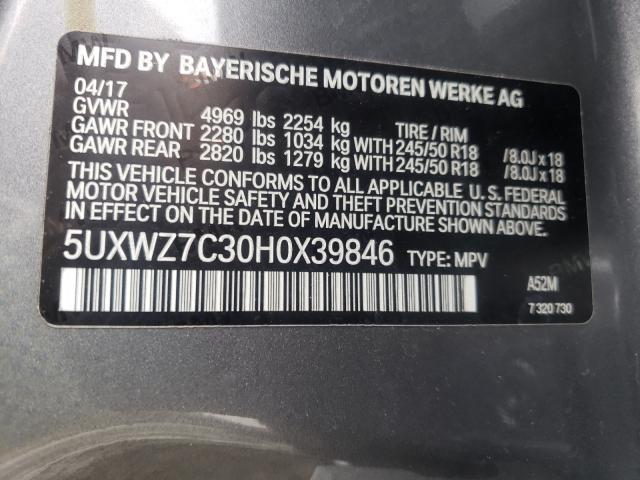 MFD BY BAYERISCHE MOTOREN WERKE AG
04/17
GVWR 4969 lbs 2254 kg TIRE / RIM
GAWR FRONT 2280 lbs 1034 kg WITH 245/50 R18 /8.0J x 18
GAWR REAR 2820 lbs 1279 kg WITH 245/50 R18 /8.0J x 18
THIS VEHICLE CONFORMS TO ALL APPLICABLE U.S. FEDERAL
MOTOR VEHICLE SAFETY AND THEFT PREVENTION STANDARDS IN
EFFECT ON THE DATE OF MANUFACTURE SHOWN ABOVE.
5UXWZ7C30H0X39846 TYPE: MPV
A52M
7 320 730